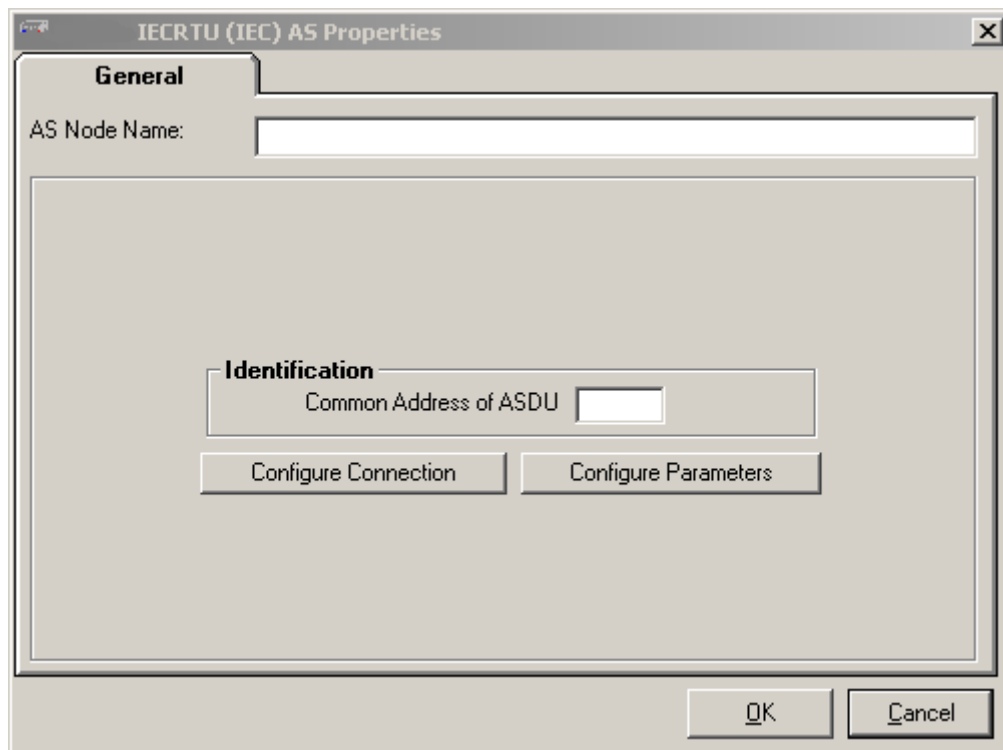 IECRTU (IEC) AS Properties
General
AS Node Name:
Identification
Common Address of ASDU
Configure Connection Configure Parameters
OK Cancel